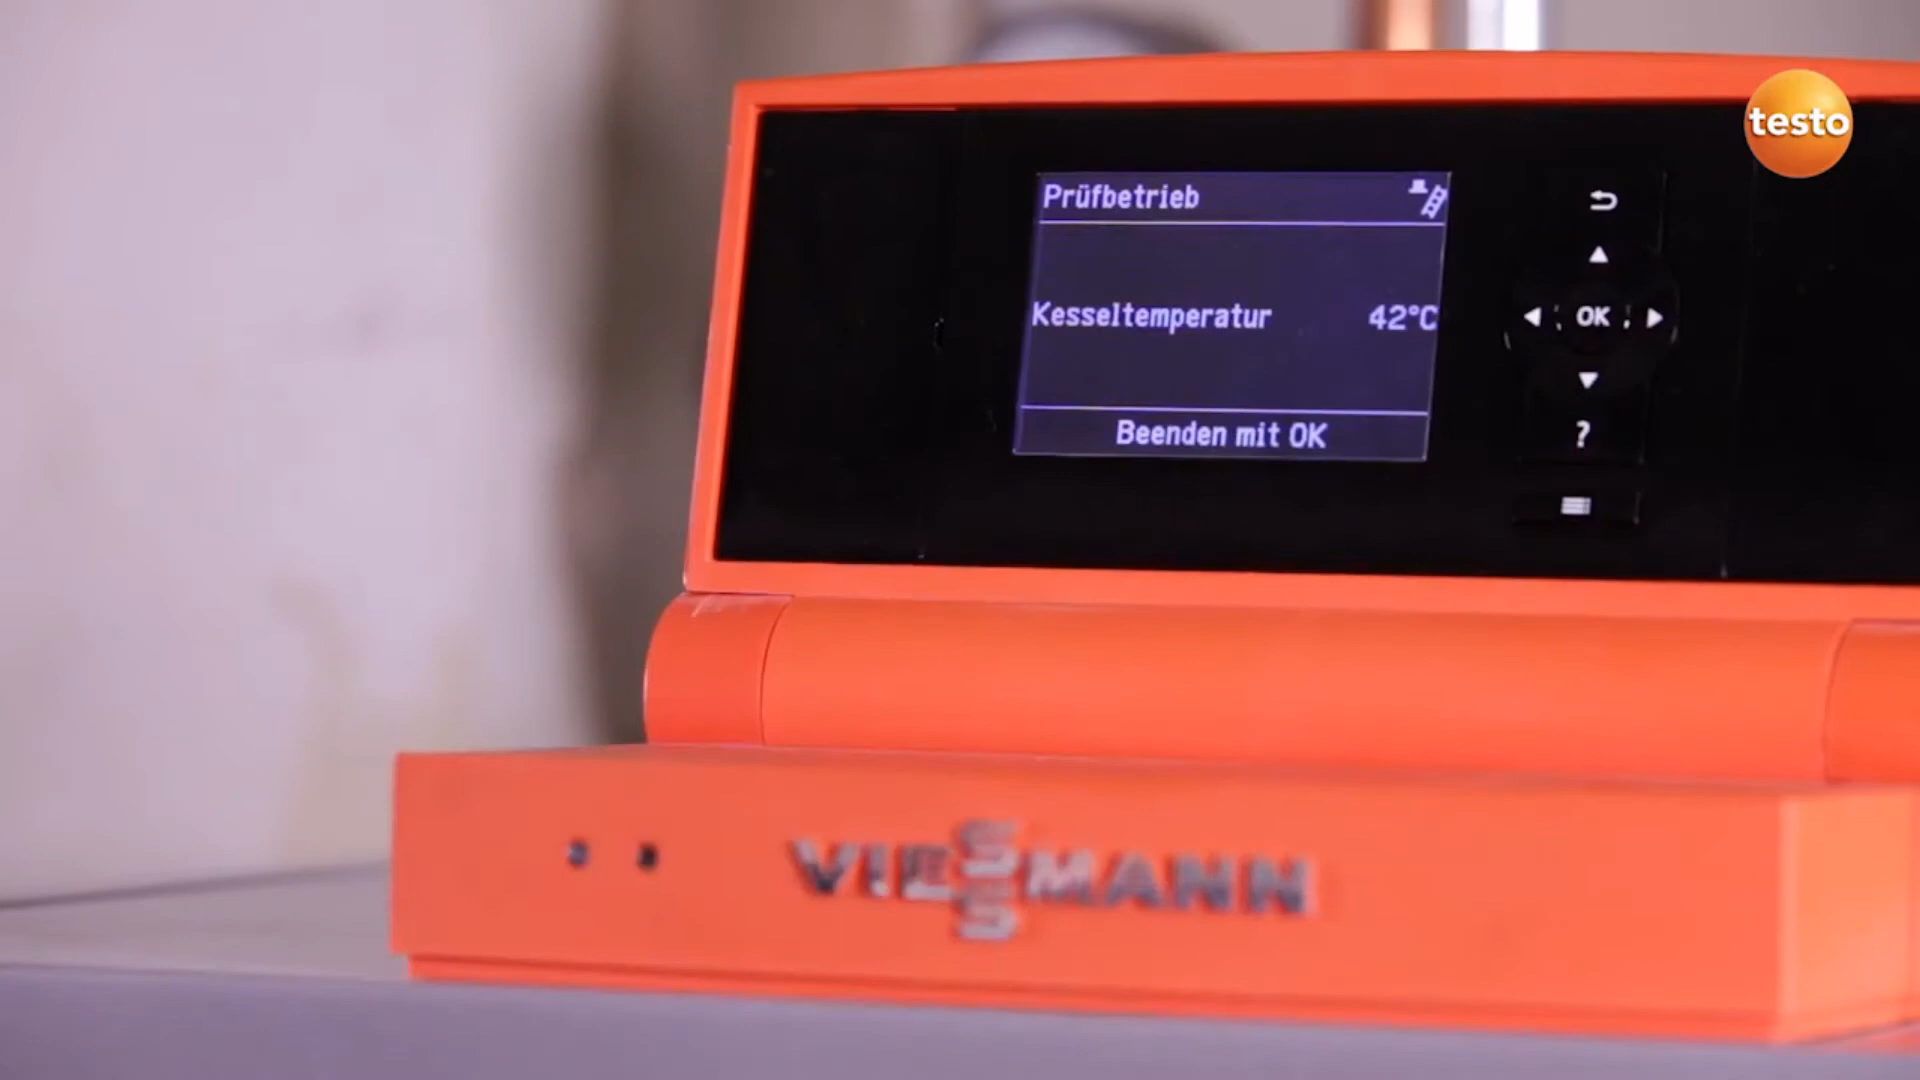 testo
Prüfbetrieb
Kesseltemperatur 42°C
Beenden mit OK
OK
?
VIESSMANN